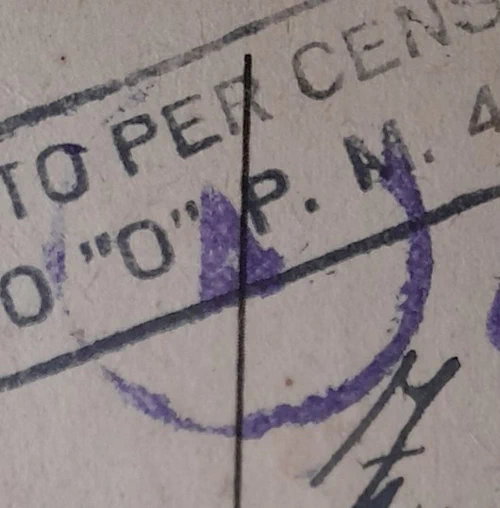 TO PER CENS
O "O" P. M. 4